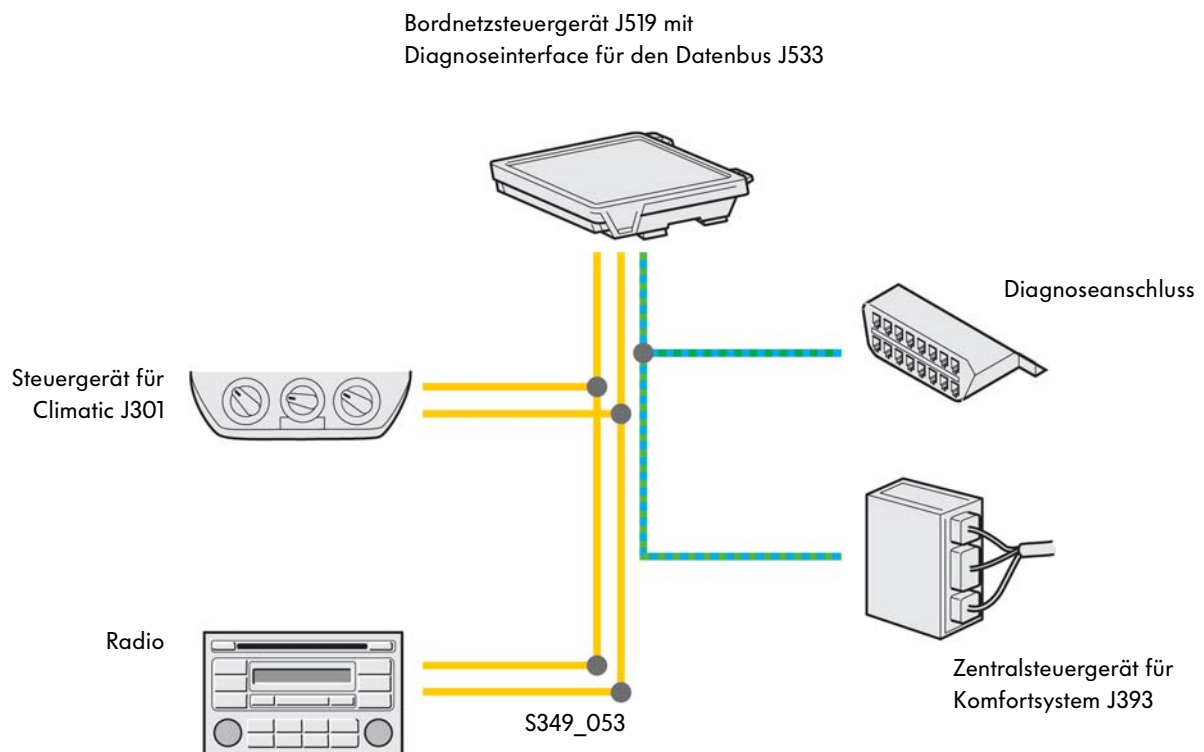 Bordnetzsteuergerät J519 mit
Diagnoseinterface für den Datenbus J533
Diagnoseanschluss
Steuergerät für
Climatic J301
Radio
Zentralsteuergerät für
Komfortsystem J393
S349_053